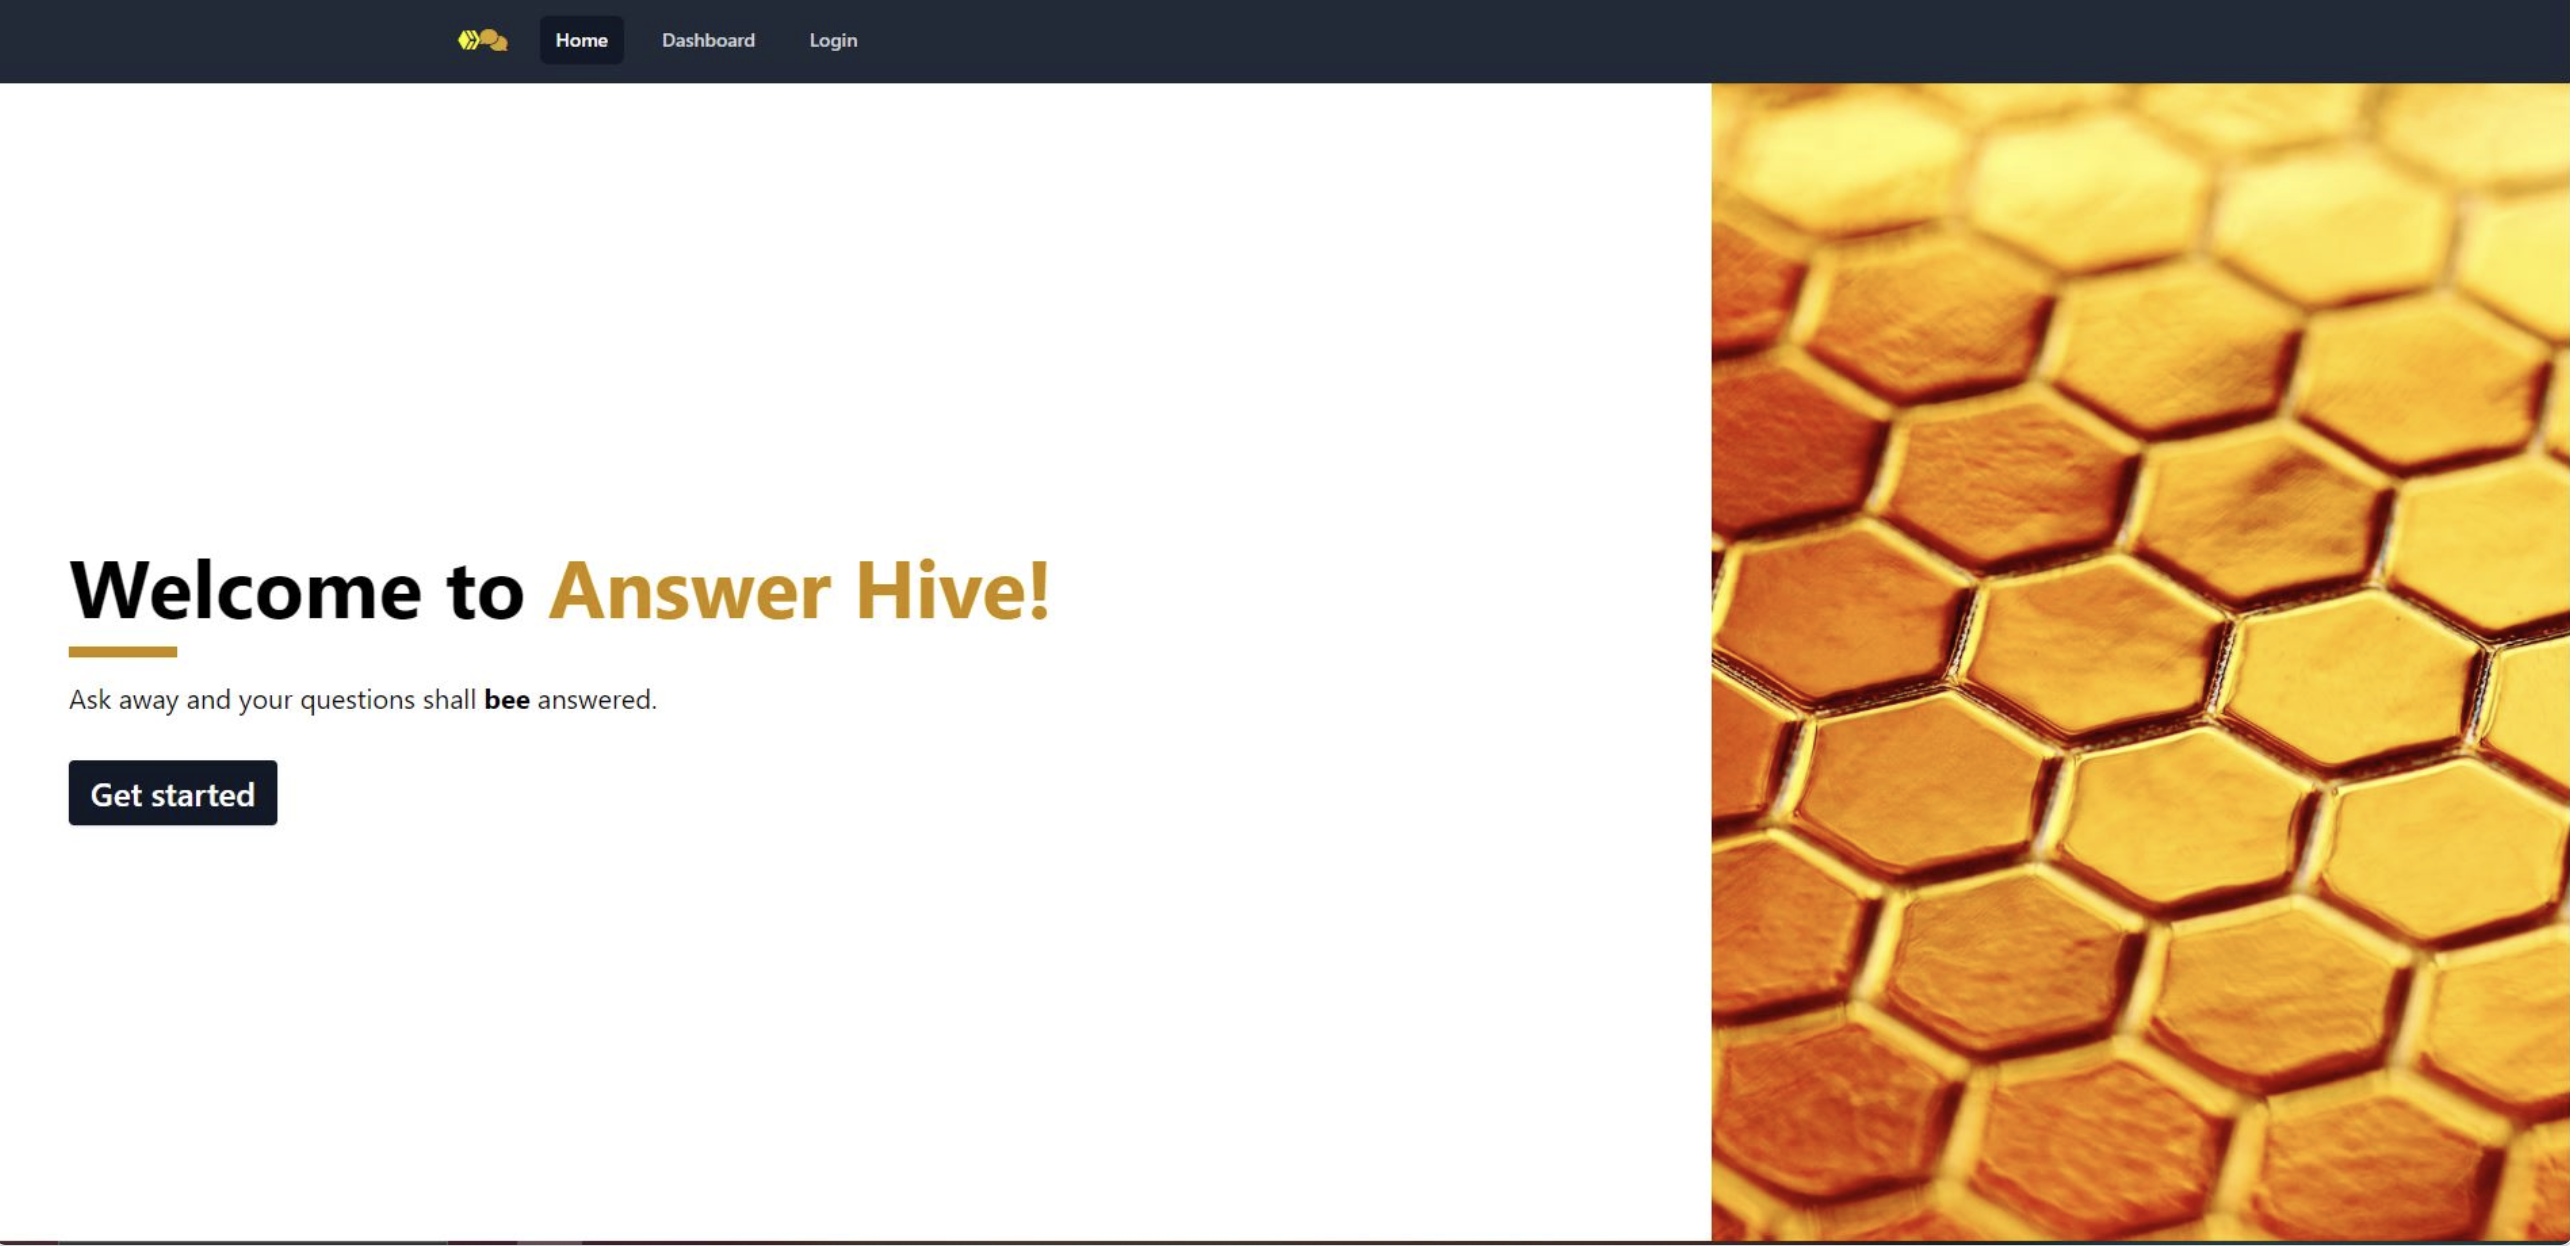 Home Dashboard Login
Welcome to Answer Hive!
Ask away and your questions shall bee answered.
Get started